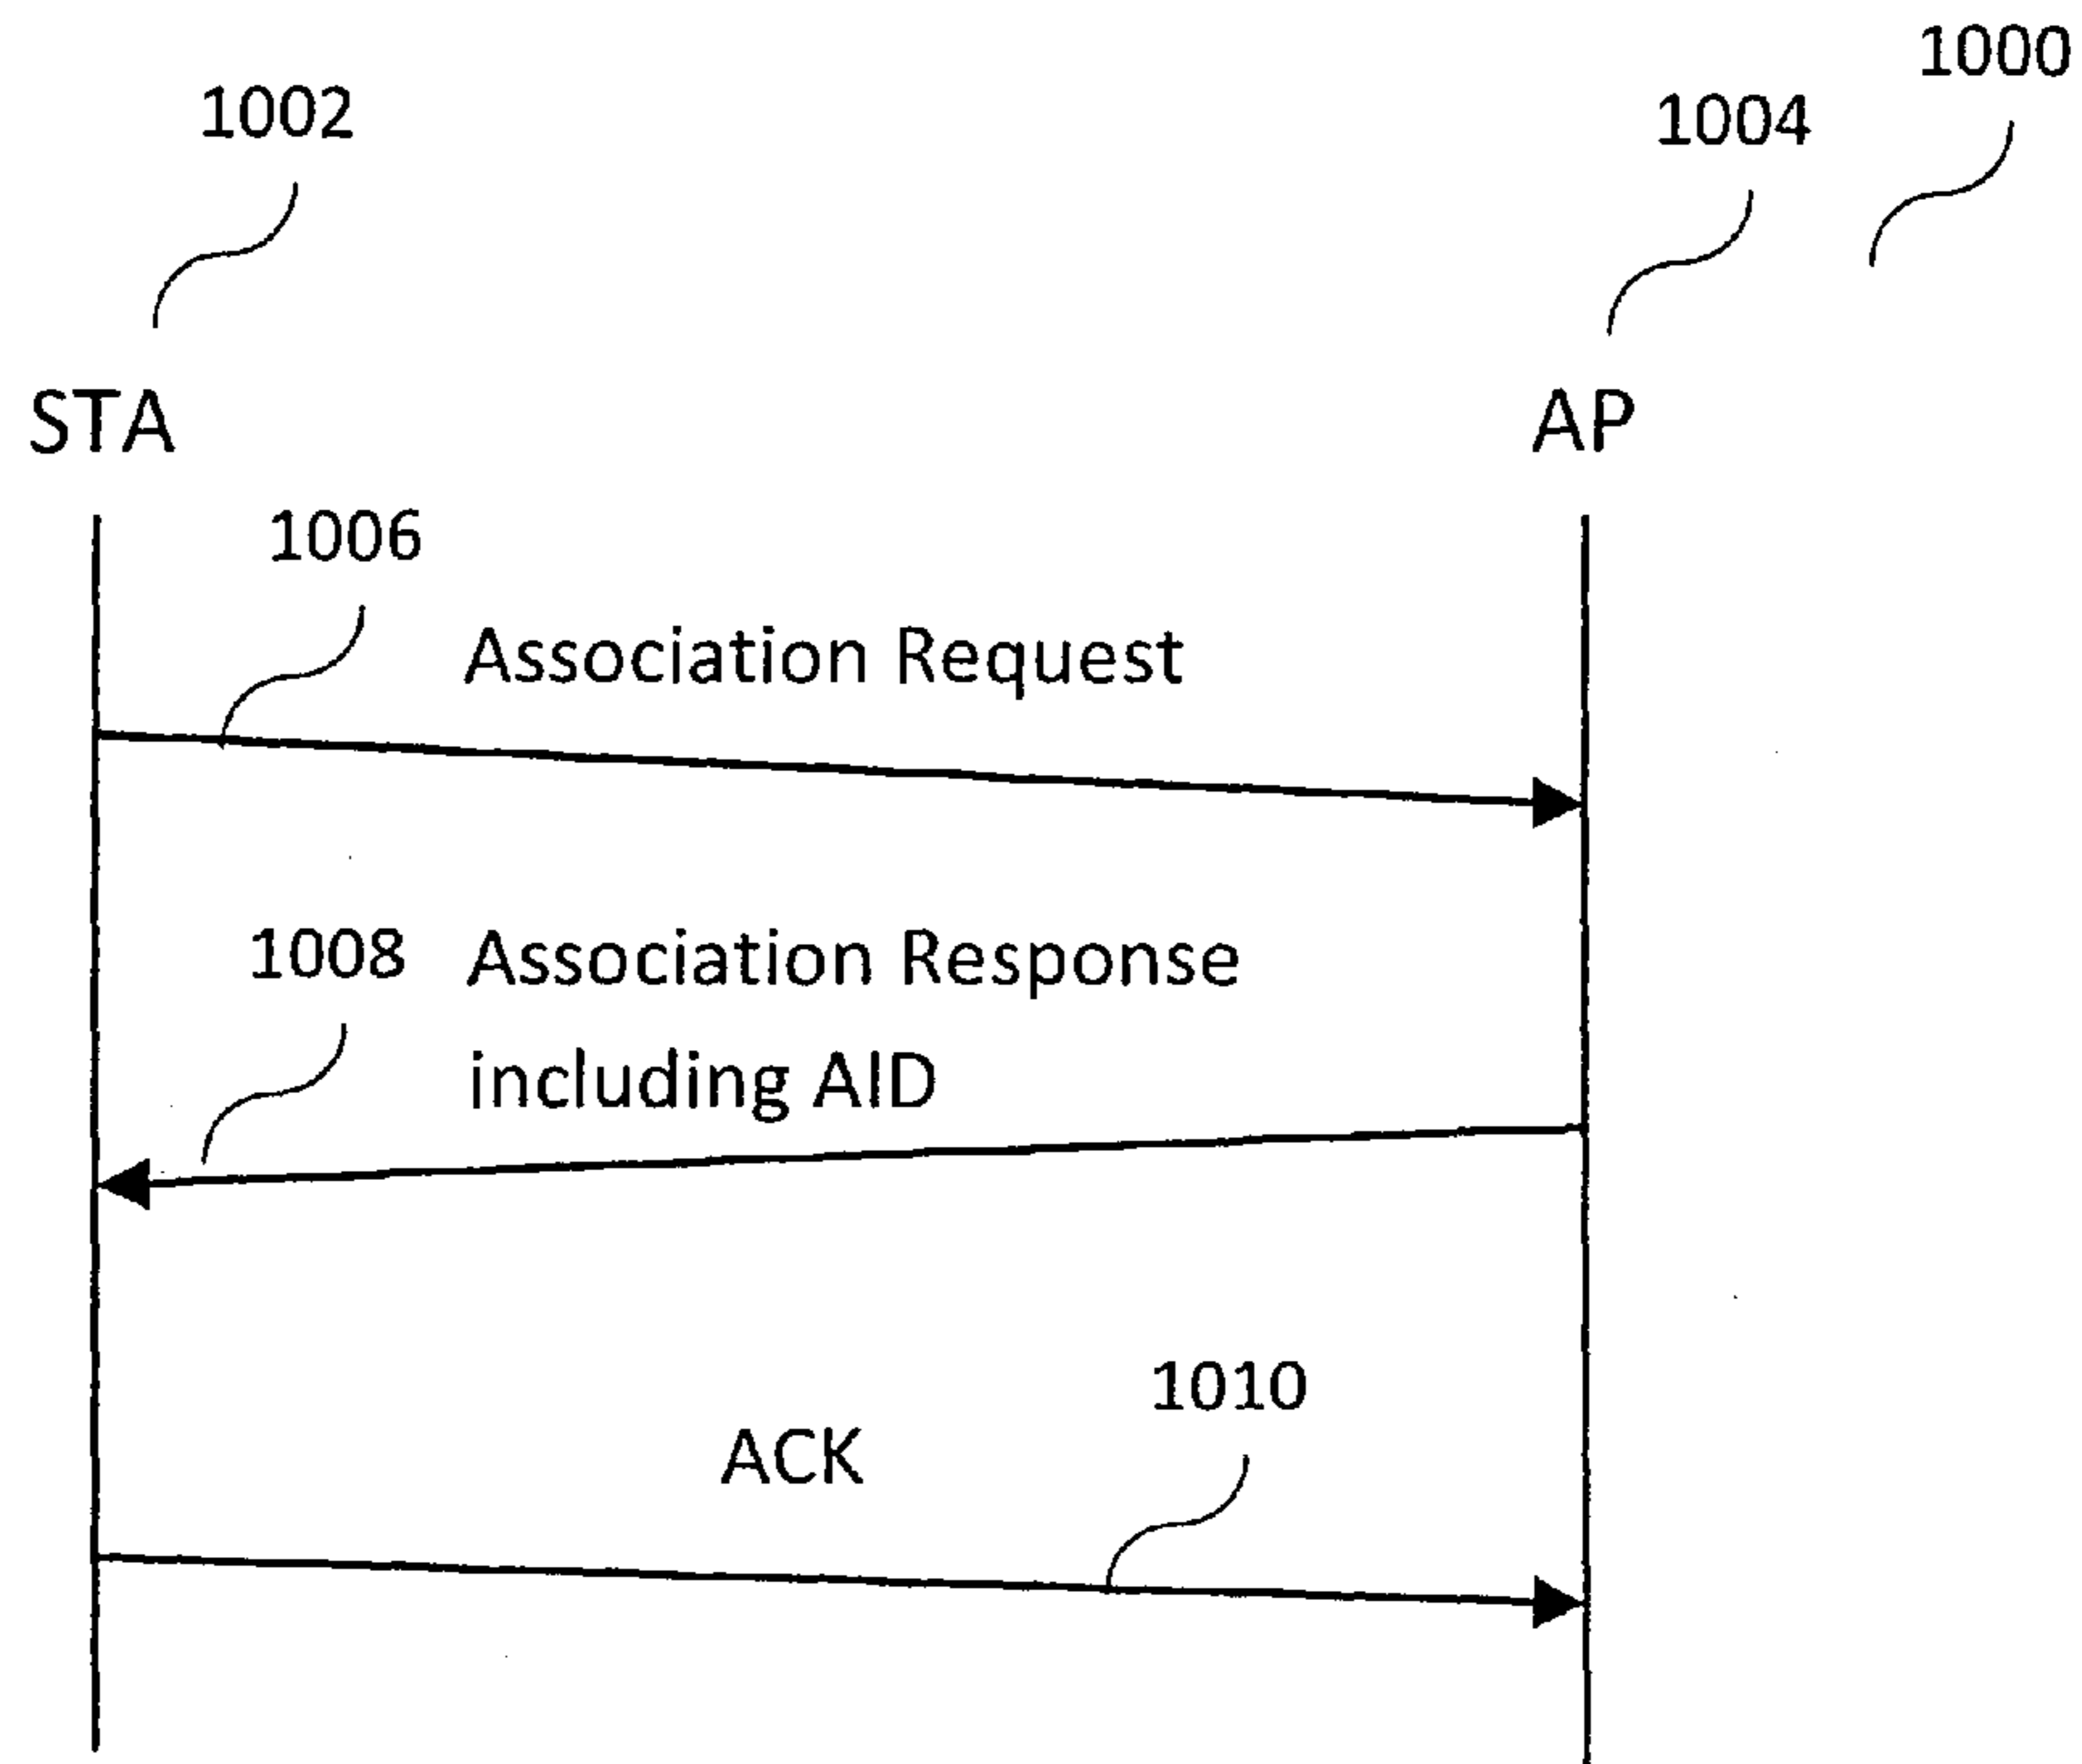 1000
1002
1004
STA
AP
1006
Association Request
1008
Association Response
including AID
1010
ACK